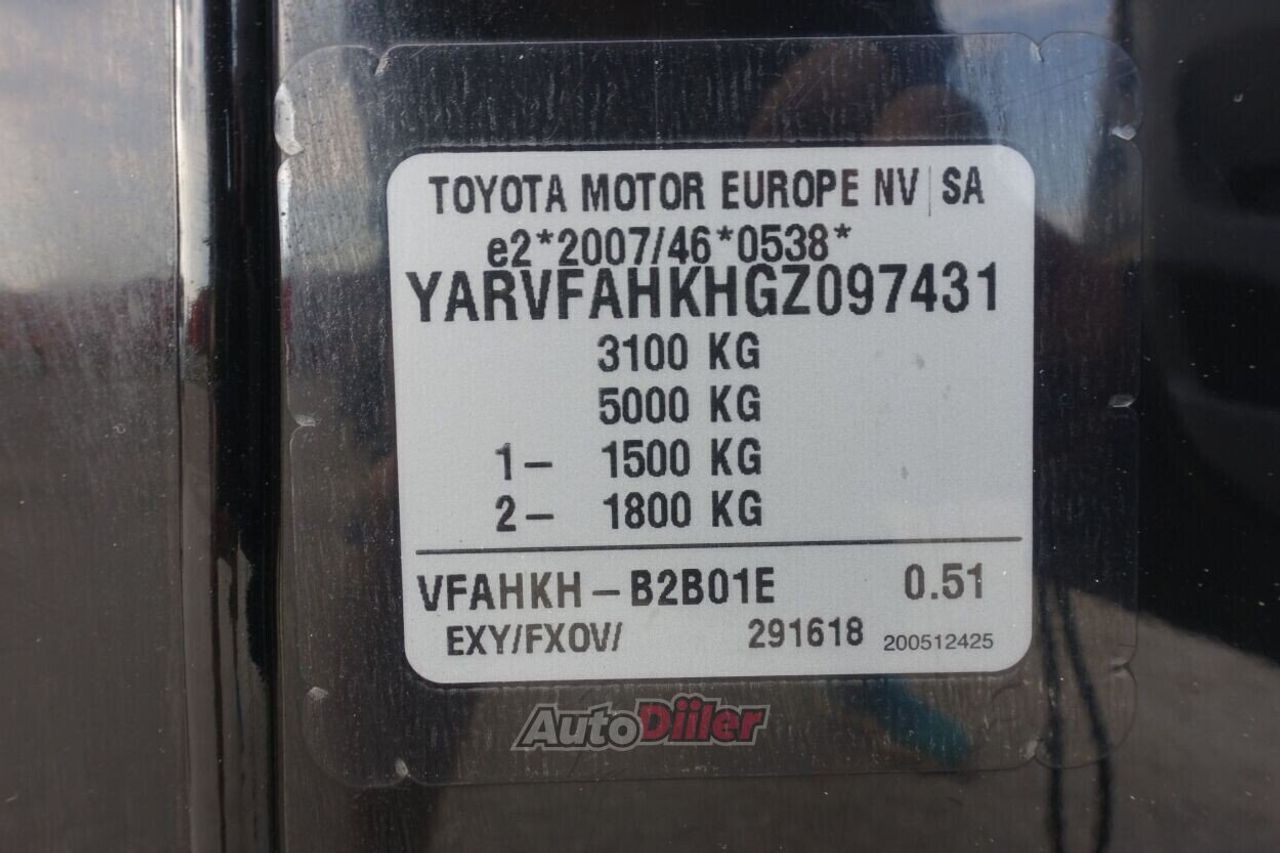 TOYOTA MOTOR EUROPE NV | SA
e2*2007/46*0538*
YARVFAHKHGZ097431
3100 KG
5000 KG
1- 1500 KG
2- 1800 KG
VFAHKH-B2B01E 0.51
EXY/FXOV/ 291618 200512425
AutoDiiler